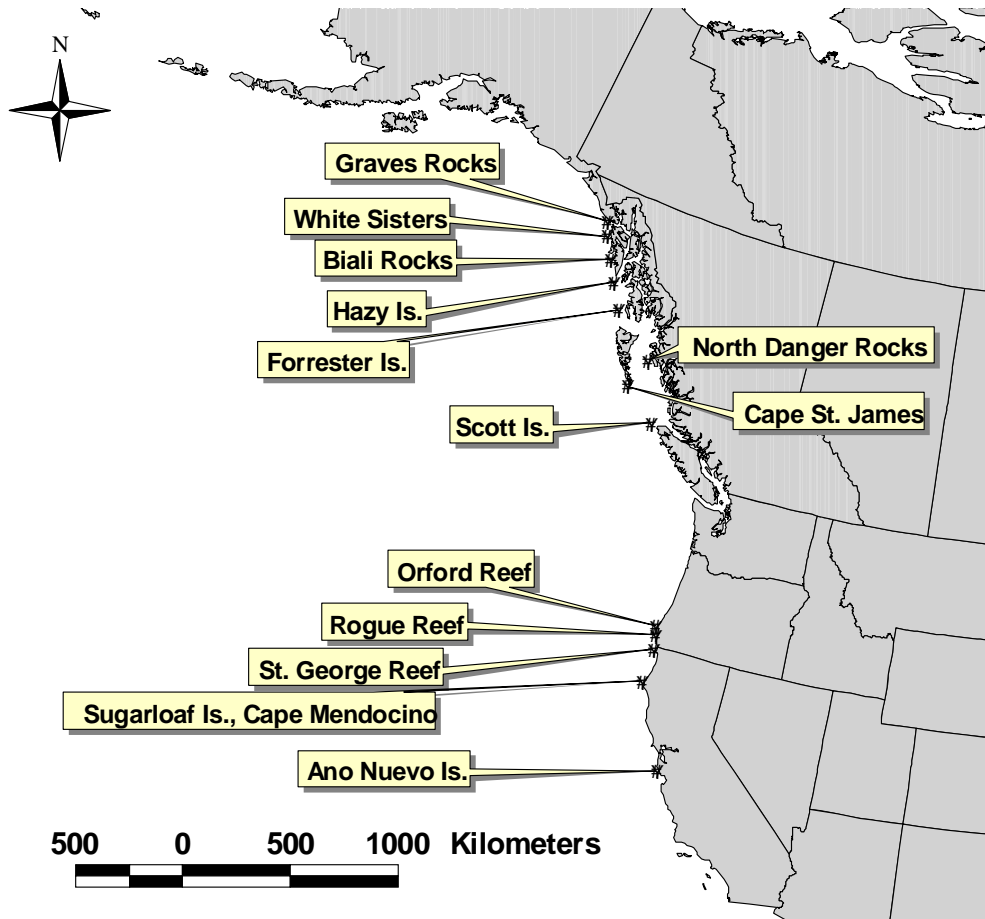 N
Graves Rocks
White Sisters
Biali Rocks
Hazy Is.
Forrester Is.
North Danger Rocks
Cape St. James
Scott Is.
Orford Reef
Rogue Reef
St. George Reef
Sugarloaf Is., Cape Mendocino
Ano Nuevo Is.
500 0 500 1000 Kilometers